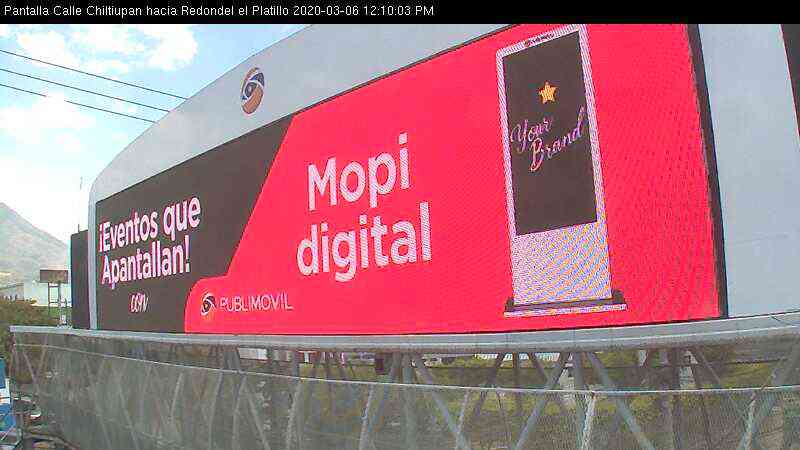 Pantalla Calle Chiltiupan hacia Redondel el Platillo 2020-03-06 12:10:03 PM
¡Eventos que
Apantallan!
con
PUBLIMOVIL
Mopi
digital
Your
Brand